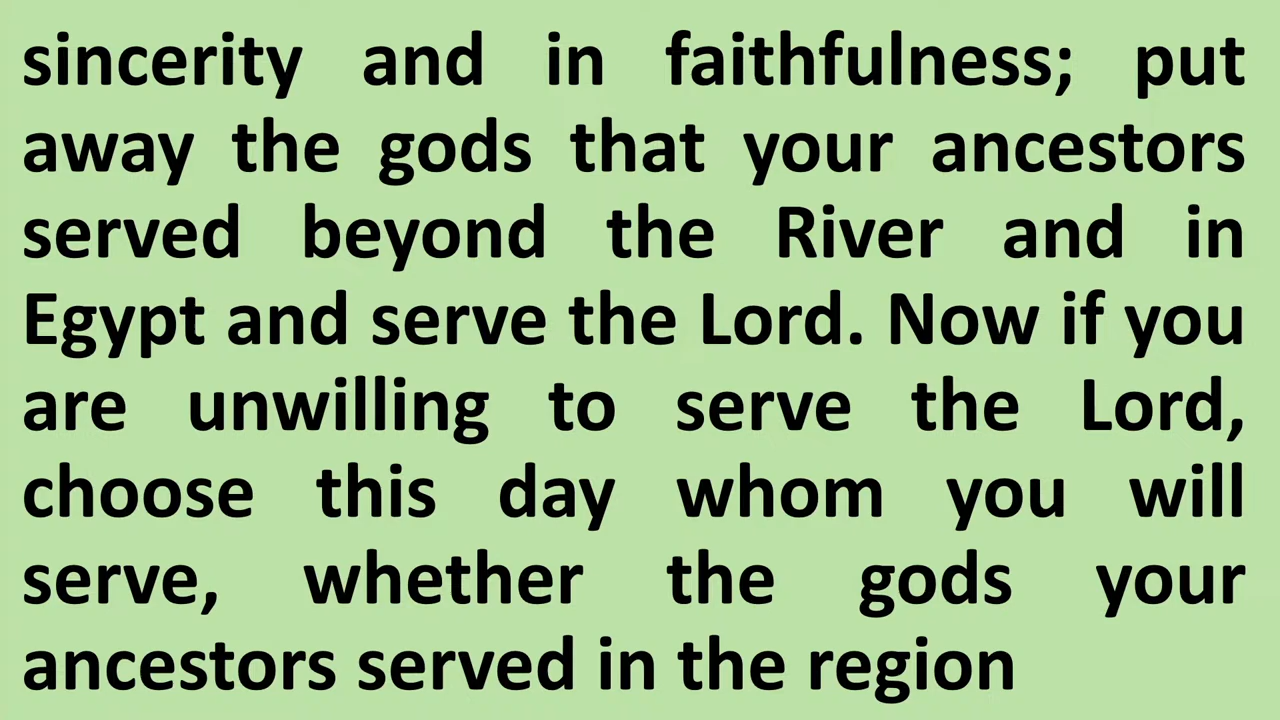 sincerity and in faithfulness; put
away the gods that your ancestors
served beyond the River and in
Egypt and serve the Lord. Now if you
are unwilling to serve the Lord,
choose this day whom you will
serve, whether the gods your
ancestors served in the region